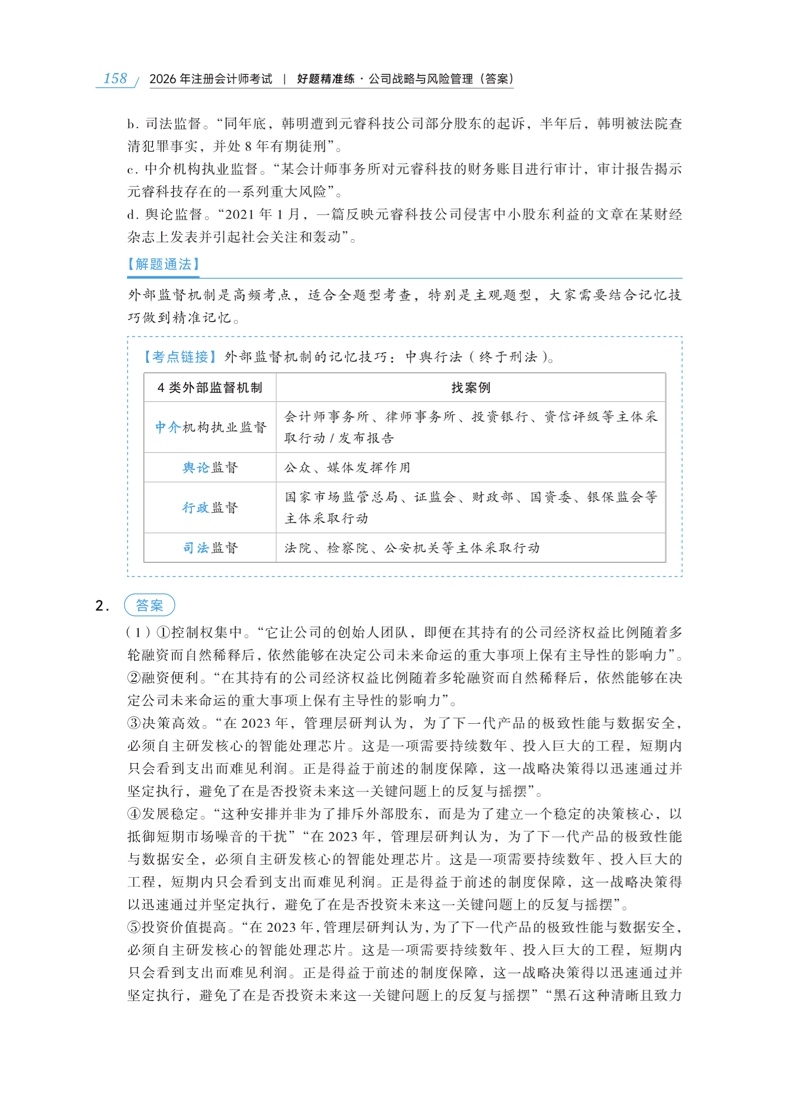 158 2026 年注册会计师考试 | 好题精准练 · 公司战略与风险管理（答案）
b. 司法监督。“同年底，韩明遭到元睿科技公司部分股东的起诉，半年后，韩明被法院查
清犯罪事实，并处 8 年有期徒刑”。
c. 中介机构执业监督。“某会计师事务所对元睿科技的财务账目进行审计，审计报告揭示
元睿科技存在的一系列重大风险”。
d. 舆论监督。“2021 年 1 月，一篇反映元睿科技公司侵害中小股东利益的文章在某财经
杂志上发表并引起社会关注和轰动”。
【解题通法】
外部监督机制是高频考点，适合全题型考查，特别是主观题型，大家需要结合记忆技
巧做到精准记忆。
【考点链接】外部监督机制的记忆技巧：中舆行法（终于刑法）。
4 类外部监督机制 找案例
中介机构执业监督 会计师事务所、律师事务所、投资银行、资信评级等主体采
取行动 / 发布报告
舆论监督 公众、媒体发挥作用
行政监督 国家市场监管总局、证监会、财政部、国资委、银保监会等
主体采取行动
司法监督 法院、检察院、公安机关等主体采取行动
2. 答案
（1）①控制权集中。“它让公司的创始人团队，即便在其持有的公司经济权益比例随着多
轮融资而自然稀释后，依然能够在决定公司未来命运的重大事项上保有主导性的影响力”。
②融资便利。“在其持有的公司经济权益比例随着多轮融资而自然稀释后，依然能够在决
定公司未来命运的重大事项上保有主导性的影响力”。
③决策高效。“在 2023 年，管理层研判认为，为了下一代产品的极致性能与数据安全，
必须自主研发核心的智能处理芯片。这是一项需要持续数年、投入巨大的工程，短期内
只会看到支出而难见利润。正是得益于前述的制度保障，这一战略决策得以迅速通过并
坚定执行，避免了在是否投资未来这一关键问题上的反复与摇摆”。
④发展稳定。“这种安排并非为了排斥外部股东，而是为了建立一个稳定的决策核心，以
抵御短期市场噪音的干扰”“在 2023 年，管理层研判认为，为了下一代产品的极致性能
与数据安全，必须自主研发核心的智能处理芯片。这是一项需要持续数年、投入巨大的
工程，短期内只会看到支出而难见利润。正是得益于前述的制度保障，这一战略决策得
以迅速通过并坚定执行，避免了在是否投资未来这一关键问题上的反复与摇摆”。
⑤投资价值提高。“在 2023 年，管理层研判认为，为了下一代产品的极致性能与数据安全，
必须自主研发核心的智能处理芯片。这是一项需要持续数年、投入巨大的工程，短期内
只会看到支出而难见利润。正是得益于前述的制度保障，这一战略决策得以迅速通过并
坚定执行，避免了在是否投资未来这一关键问题上的反复与摇摆”“黑石这种清晰且致力